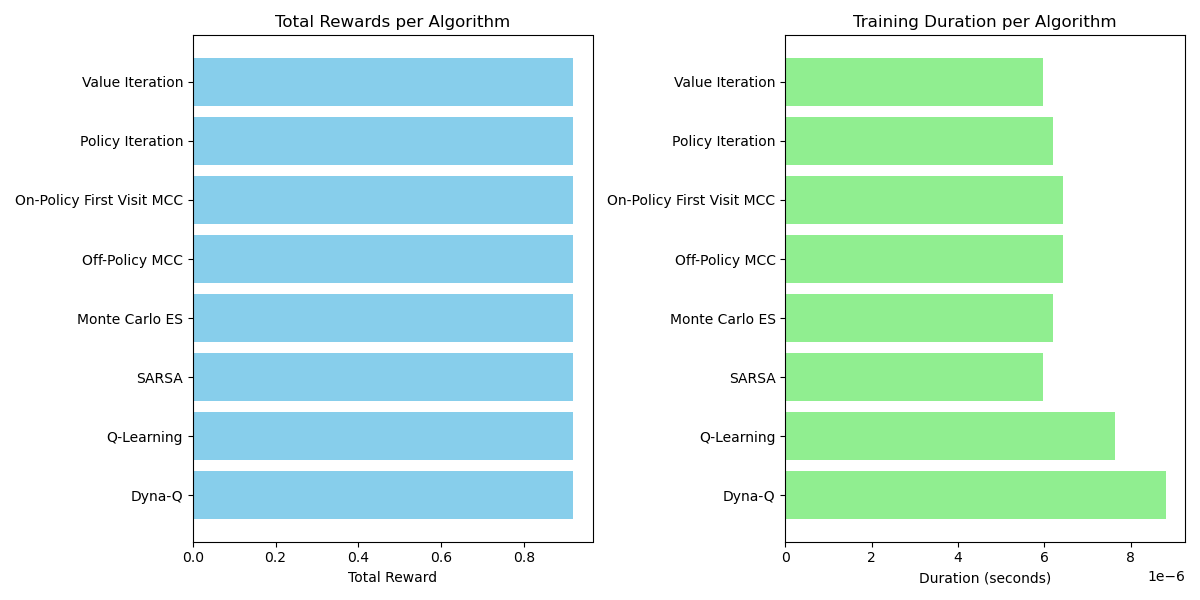 Total Rewards per Algorithm
Value Iteration
Policy Iteration
On-Policy First Visit MCC
Off-Policy MCC
Monte Carlo ES
SARSA
Q-Learning
Dyna-Q
0.0 0.2 0.4 0.6 0.8
Total Reward
Training Duration per Algorithm
Value Iteration
Policy Iteration
On-Policy First Visit MCC
Off-Policy MCC
Monte Carlo ES
SARSA
Q-Learning
Dyna-Q
0 2 4 6 8
1e−6
Duration (seconds)